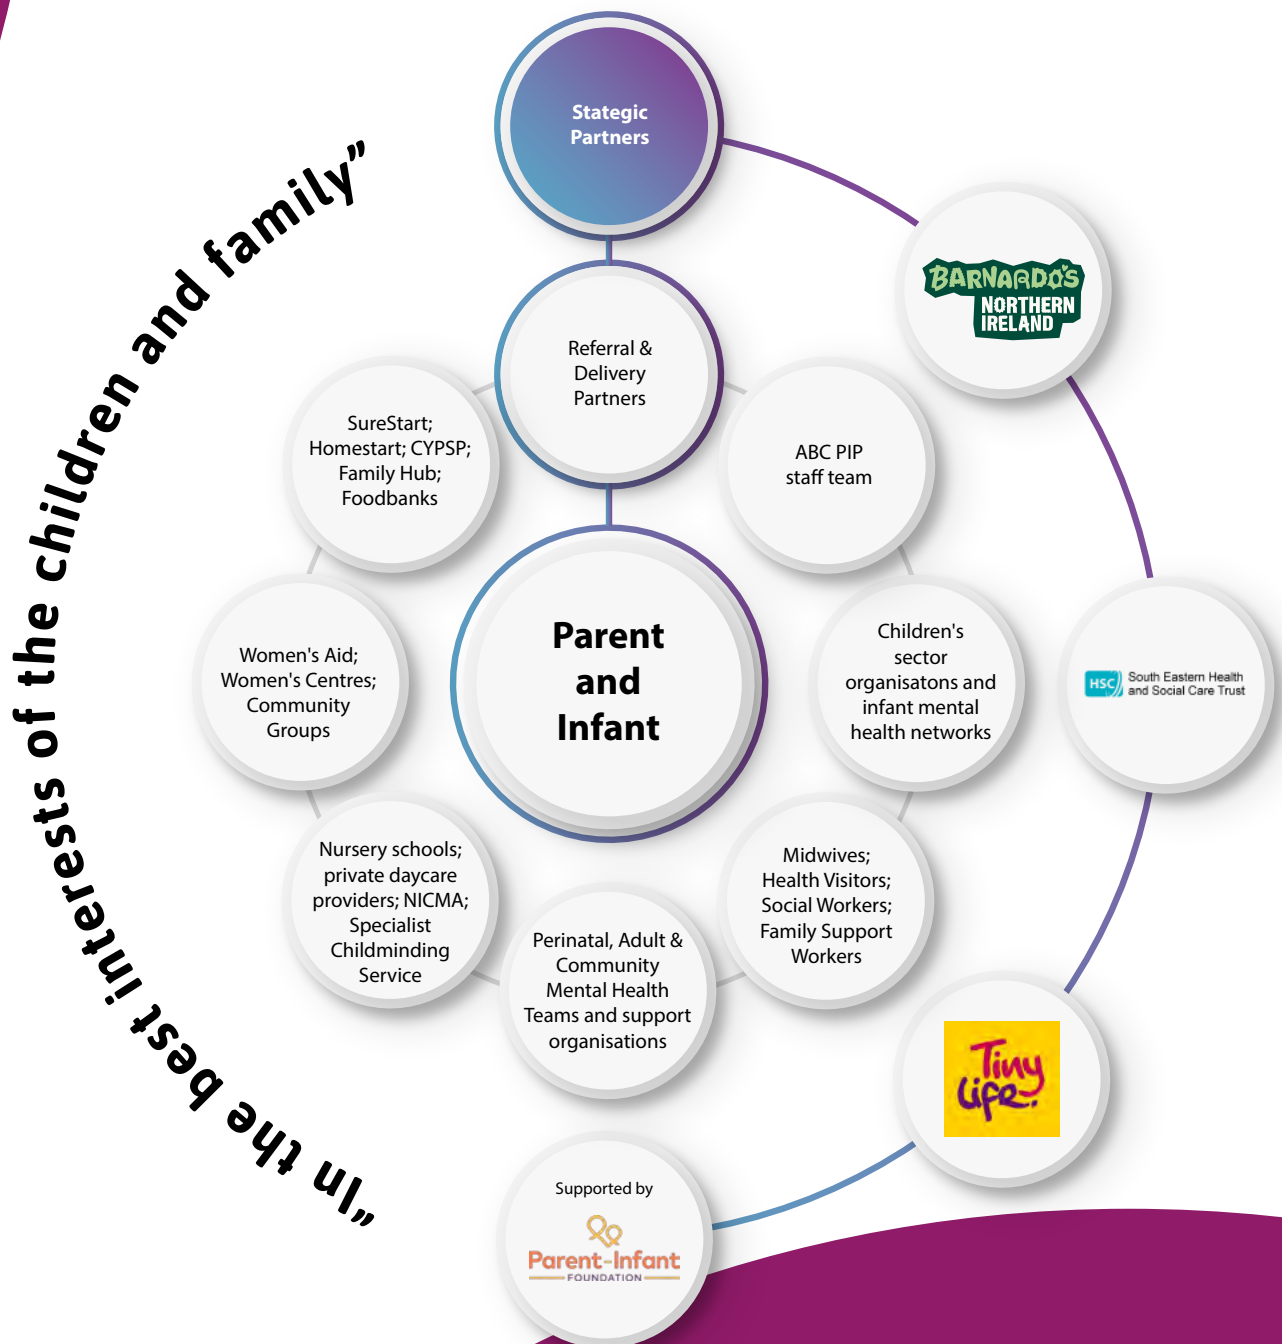 Stategic
Partners
"In the best interests of the children and family"
BARNARDO'S
NORTHERN
IRELAND
Referral &
Delivery
Partners
SureStart;
Homestart; CYPSP;
Family Hub;
Foodbanks
ABC PIP
staff team
Parent
and
Infant
Women's Aid;
Women's Centres;
Community
Groups
Children's
sector
organisatons and
infant mental
health networks
HSC
South Eastern Health
and Social Care Trust
Nursery schools;
private daycare
providers; NICMA;
Specialist
Childminding
Service
Perinatal, Adult &
Community
Mental Health
Teams and support
organisations
Midwives;
Health Visitors;
Social Workers;
Family Support
Workers
Tiny
Life.
Supported by
Parent-Infant
FOUNDATION